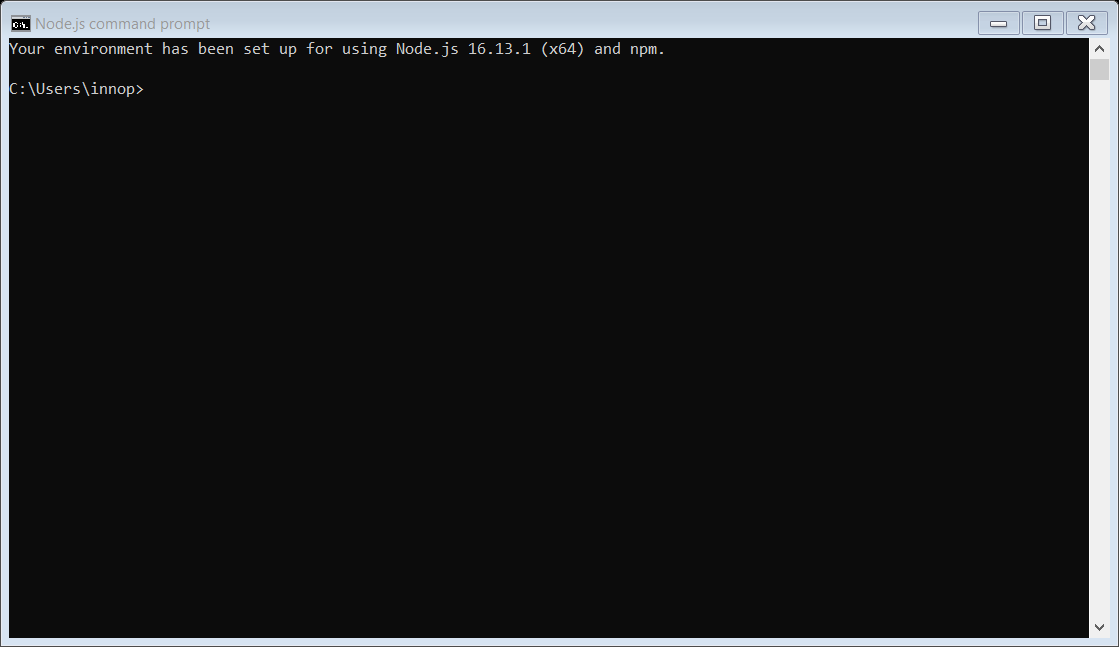 Node.js command prompt
Your environment has been set up for using Node.js 16.13.1 (x64) and npm.
C:\Users\innop>